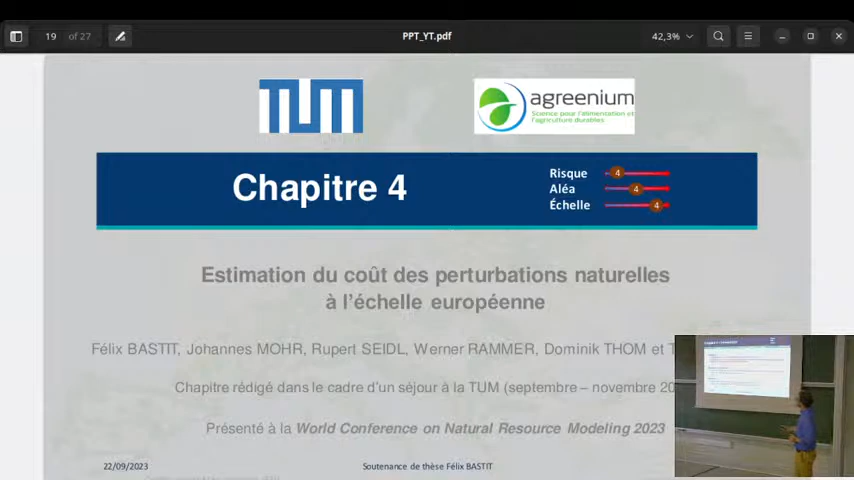 19 of 27
PPT_YT.pdf
42,3%
TUM
agreenium
Science pour l'alimentation et
l'agriculture durables
Chapitre 4
Risque 4
Aléa 4
Échelle 4
Estimation du coût des perturbations naturelles
à l'échelle européenne
Félix BASTIT, Johannes MOHR, Rupert SEIDL, Werner RAMMER, Dominik THOM et T
Chapitre rédigé dans le cadre d'un séjour à la TUM (septembre – novembre 20
Présenté à la World Conference on Natural Resource Modeling 2023
22/09/2023
Soutenance de thèse Félix BASTIT